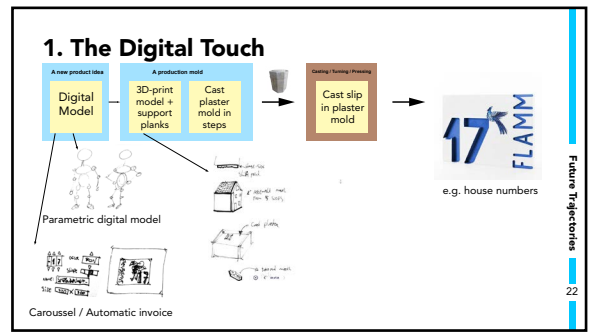 1. The Digital Touch
A new product idea
Digital
Model
A production mold
3D-print
model +
support
planks
Cast
plaster
mold in
steps
Casting / Turning / Pressing
Cast slip
in plaster
mold
17
FLAMM
e.g. house numbers
Parametric digital model
Caroussel / Automatic invoice
Future Trajectories
22